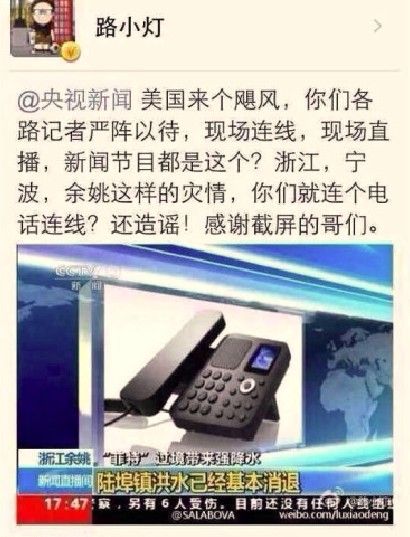 路小灯
@央视新闻 美国来个飓风，你们各
路记者严阵以待，现场连线，现场直
播，新闻节目都是这个？浙江，宁
波，余姚这样的灾情，你们就连个电
话连线？还造谣！感谢截屏的哥们。
CCTV 13
新闻
浙江余姚 “菲特”过境带来强降水
新闻直播间
陆埠镇洪水已经基本消退
17:47
另有6人受伤。目前还没有任何人
@SALABOVA
weibo.com/luxiaodeng